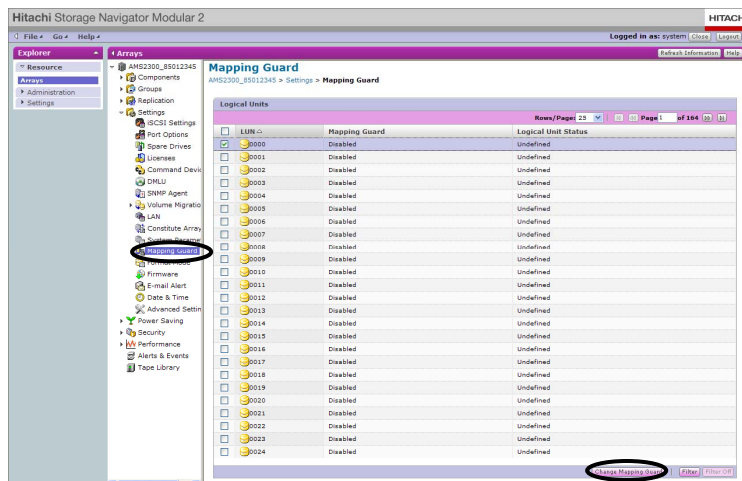 Hitachi Storage Navigator Modular 2
HITACH
File Go Help
Logged in as: system Close Logout
Explorer
Arrays
Refresh Information Help
Resource
Arrays
Administration
Settings
AMS2300_85012345
Components
Groups
Replication
Settings
iSCSI Settings
Port Options
Spare Drives
Licenses
Command Devic
DMLU
SNMP Agent
Volume Migratio
LAN
Constitute Array
System Parame
Mapping Guard
Format Mode
Firmware
E-mail Alert
Date & Time
Advanced Settin
Power Saving
Security
Performance
Alerts & Events
Tape Library
Mapping Guard
AMS2300_85012345 > Settings > Mapping Guard
Logical Units
Rows/Page: 25 Page 1 of 164
LUN Mapping Guard Logical Unit Status
0000 Disabled Undefined
0001 Disabled Undefined
0002 Disabled Undefined
0003 Disabled Undefined
0004 Disabled Undefined
0005 Disabled Undefined
0006 Disabled Undefined
0007 Disabled Undefined
0008 Disabled Undefined
0009 Disabled Undefined
0010 Disabled Undefined
0011 Disabled Undefined
0012 Disabled Undefined
0013 Disabled Undefined
0014 Disabled Undefined
0015 Disabled Undefined
0016 Disabled Undefined
0017 Disabled Undefined
0018 Disabled Undefined
0019 Disabled Undefined
0020 Disabled Undefined
0021 Disabled Undefined
0022 Disabled Undefined
0023 Disabled Undefined
0024 Disabled Undefined
Change Mapping Guard Filter Filter Off